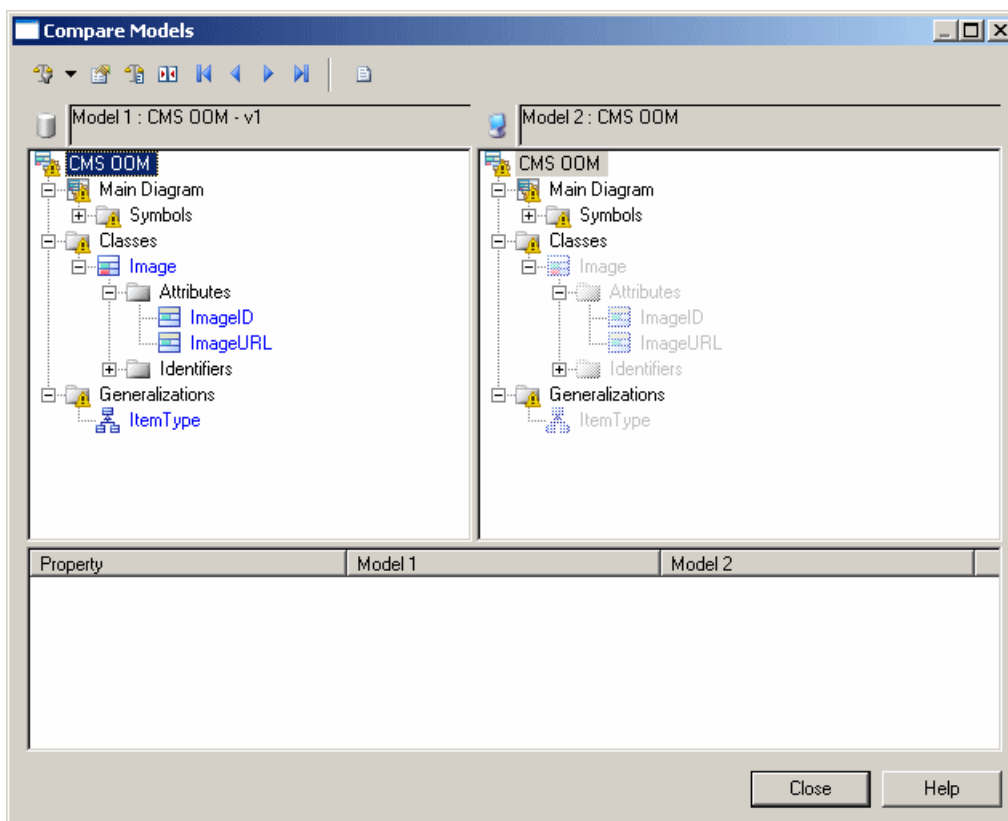 Compare Models
Model 1 : CMS OOM - v1
CMS OOM
Main Diagram
Symbols
Classes
Image
Attributes
ImageID
ImageURL
Identifiers
Generalizations
ItemType
Model 2 : CMS OOM
CMS OOM
Main Diagram
Symbols
Classes
Image
Attributes
ImageID
ImageURL
Identifiers
Generalizations
ItemType
Property Model 1 Model 2
Close Help